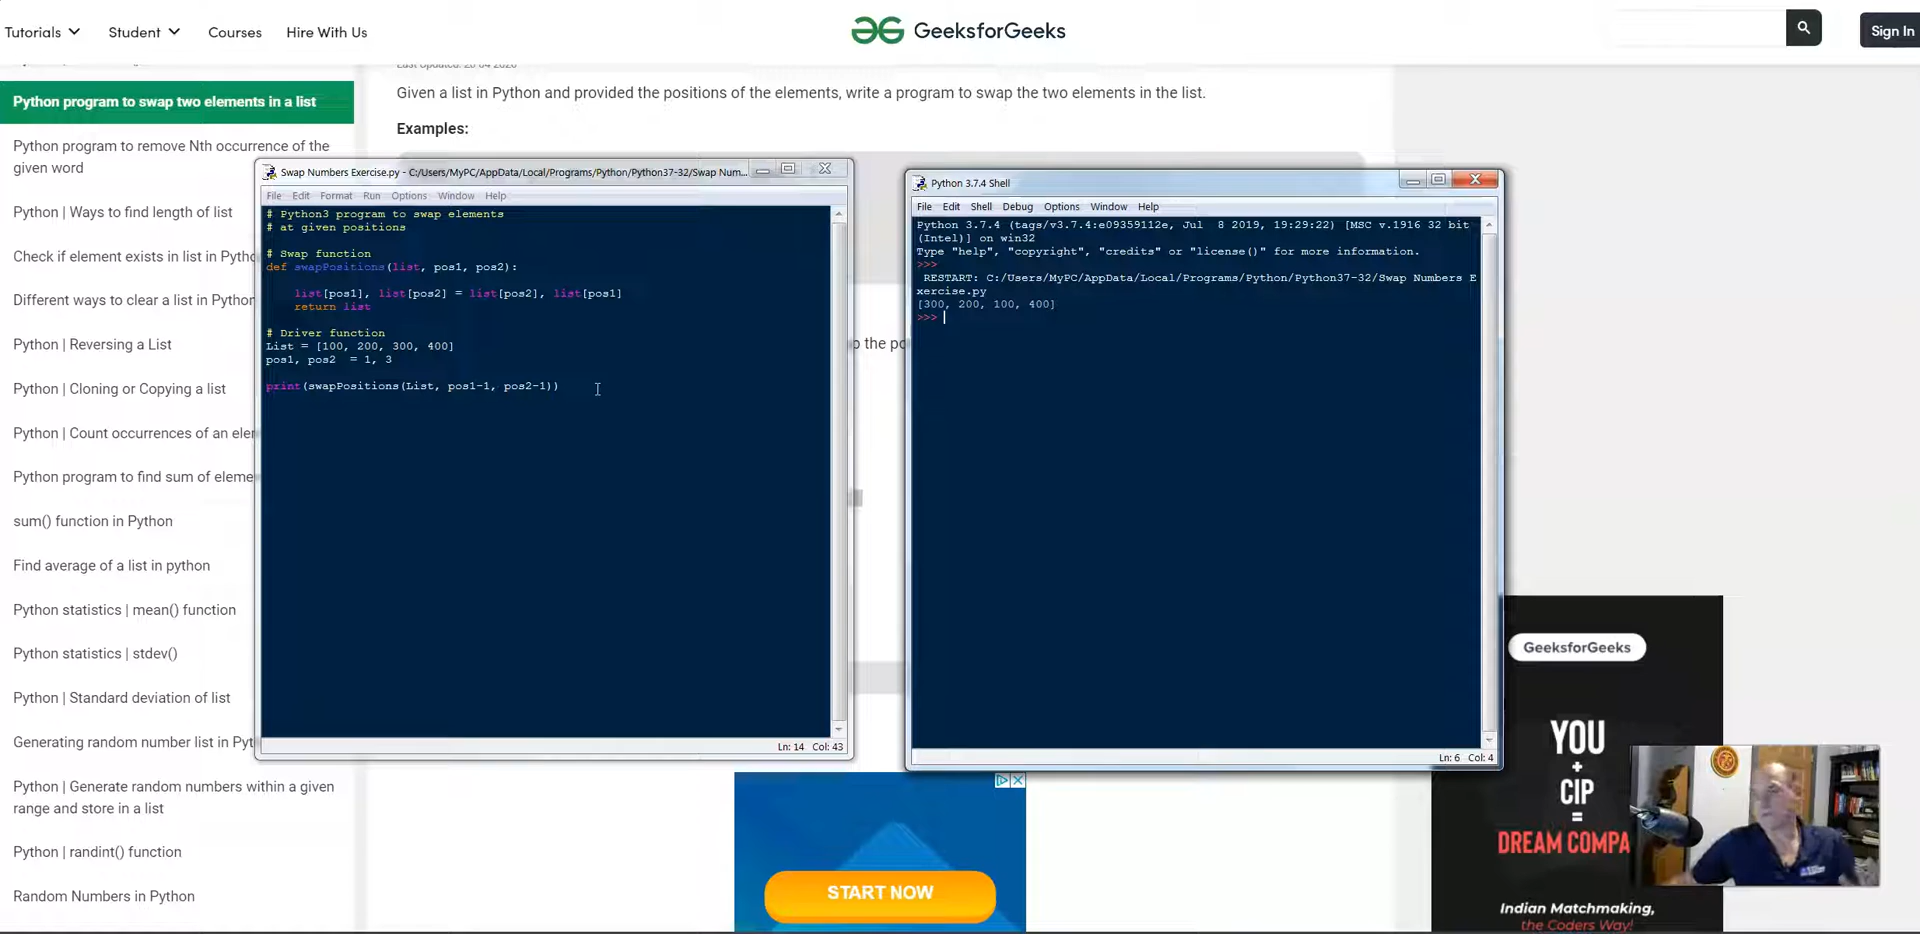 Tutorials
Student
Courses
Hire With Us
GeeksforGeeks
Sign In
Python program to swap two elements in a list
Python program to remove Nth occurrence of the
given word
Python | Ways to find length of list
Check if element exists in list in Pytho
Different ways to clear a list in Python
Python | Reversing a List
Python | Cloning or Copying a list
Python | Count occurrences of an elem
Python program to find sum of eleme
sum() function in Python
Find average of a list in python
Python statistics | mean() function
Python statistics | stdev()
Python | Standard deviation of list
Generating random number list in Pyt
Python | Generate random numbers within a given
range and store in a list
Python | randint() function
Random Numbers in Python
Given a list in Python and provided the positions of the elements, write a program to swap the two elements in the list.
Examples:
p the po
Swap Numbers Exercise.py - C:/Users/MyPC/AppData/Local/Programs/Python/Python37-32/Swap Num...
File Edit Format Run Options Window Help
# Python3 program to swap elements
# at given positions
# Swap function
def swapPositions(list, pos1, pos2):
list[pos1], list[pos2] = list[pos2], list[pos1]
return list
# Driver function
List = [100, 200, 300, 400]
pos1, pos2  = 1, 3
print(swapPositions(List, pos1-1, pos2-1))
Ln: 14 Col: 43
Python 3.7.4 Shell
File Edit Shell Debug Options Window Help
Python 3.7.4 (tags/v3.7.4:e09359112e, Jul  8 2019, 19:29:22) [MSC v.1916 32 bit
(Intel)] on win32
Type "help", "copyright", "credits" or "license()" for more information.
>>>
RESTART: C:/Users/MyPC/AppData/Local/Programs/Python/Python37-32/Swap Numbers E
xercise.py
[300, 200, 100, 400]
>>>
Ln: 6 Col: 4
START NOW
GeeksforGeeks
YOU
+
CIP
=
DREAM COMPA
Indian Matchmaking,
the Coders Way!